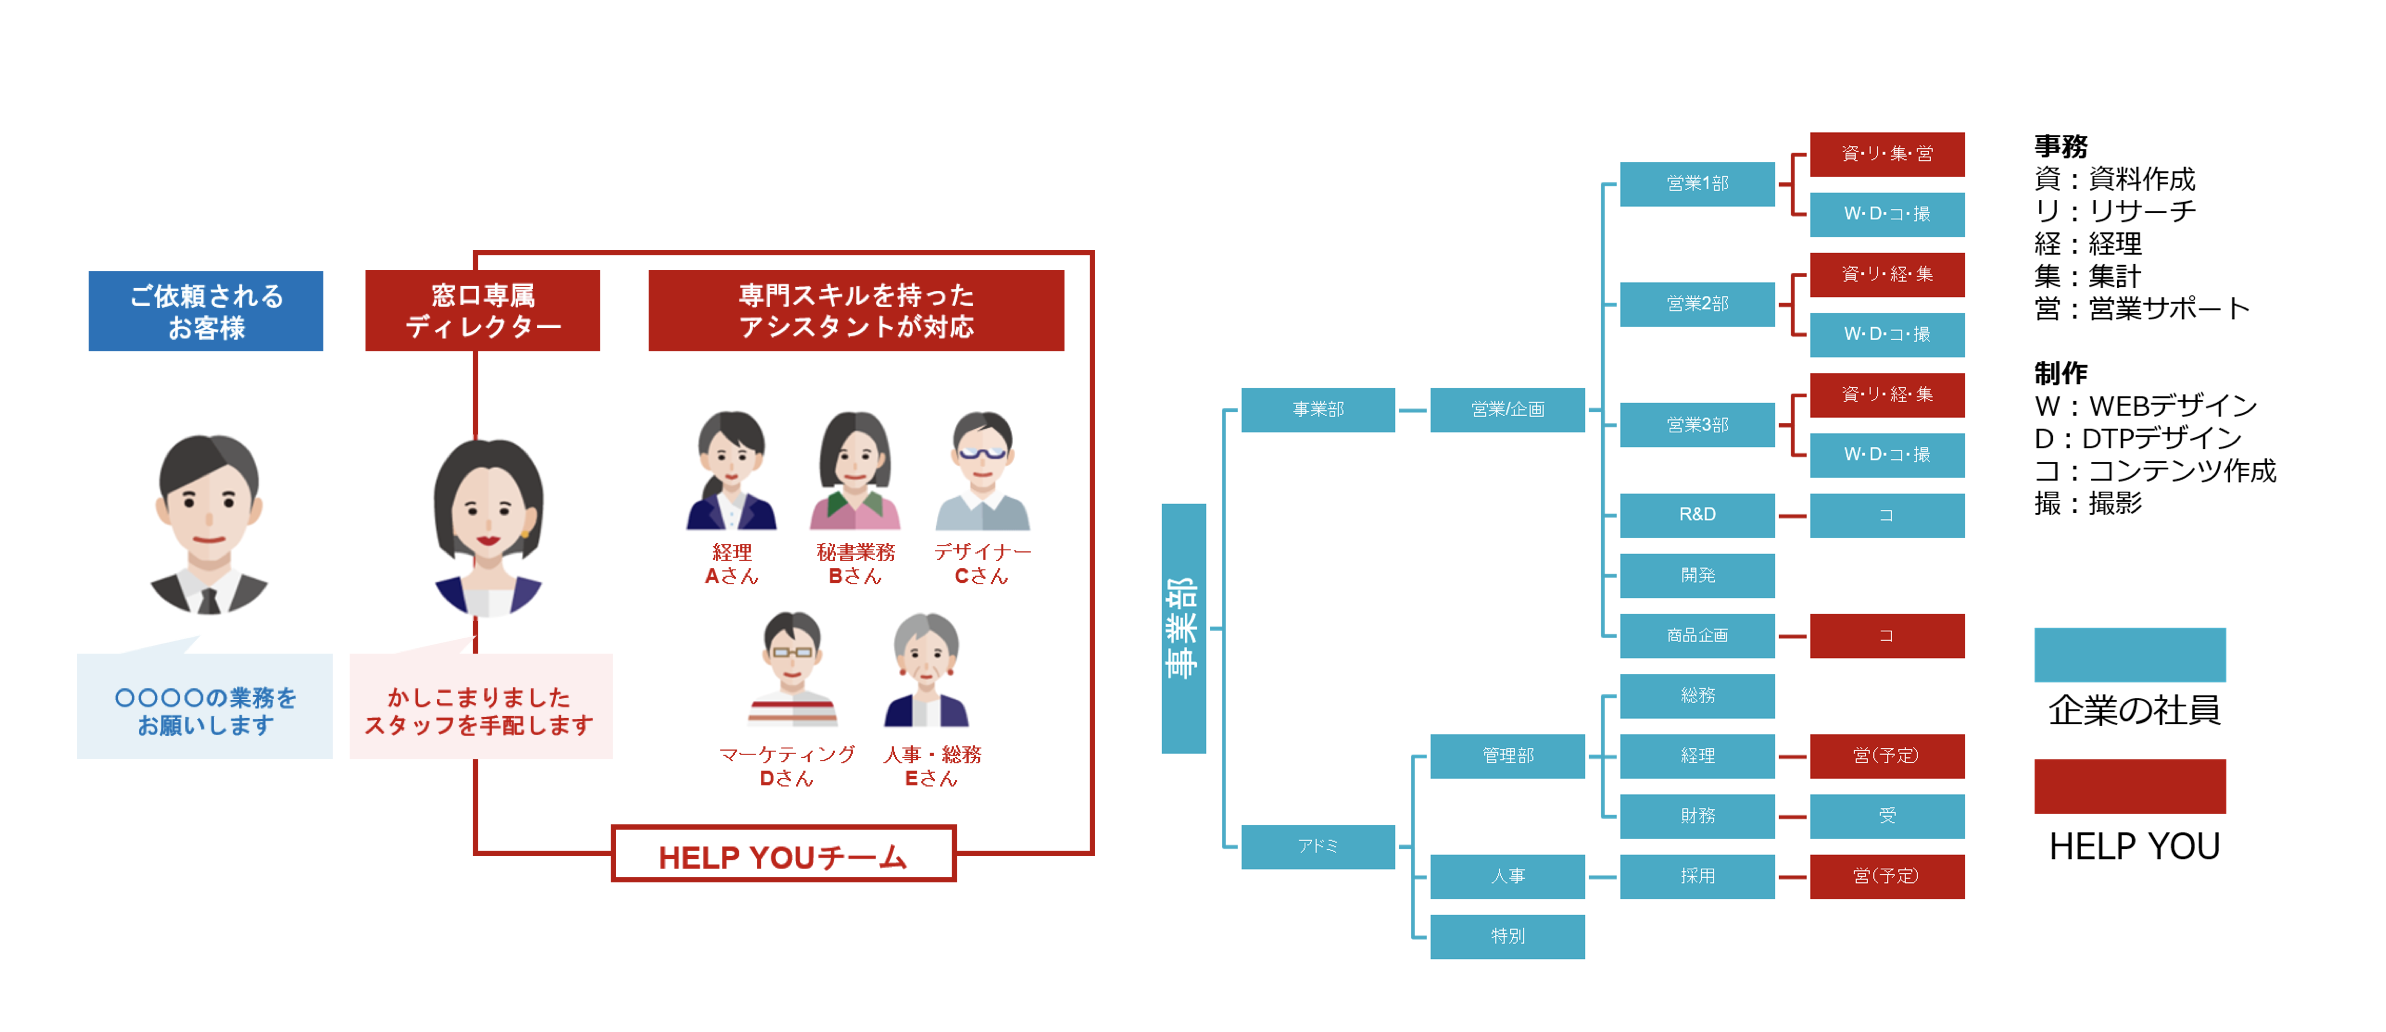 ご依頼される
お客様
窓口専属
ディレクター
専門スキルを持った
アシスタントが対応
経理
Aさん
秘書業務
Bさん
デザイナー
Cさん
マーケティング
Dさん
人事・総務
Eさん
〇〇〇〇の業務を
お願いします
かしこまりました
スタッフを手配します
HELP YOUチーム
事業部
事業部
営業/企画
営業1部
資・リ・集・営
W・D・コ・撮
営業2部
資・リ・経・集
W・D・コ・撮
営業3部
資・リ・経・集
W・D・コ・撮
R&D
コ
開発
商品企画
コ
アドミ
管理部
総務
経理
営(予定)
財務
受
人事
採用
営(予定)
特別
事務
資：資料作成
リ：リサーチ
経：経理
集：集計
営：営業サポート
制作
W：WEBデザイン
D：DTPデザイン
コ：コンテンツ作成
撮：撮影
企業の社員
HELP YOU